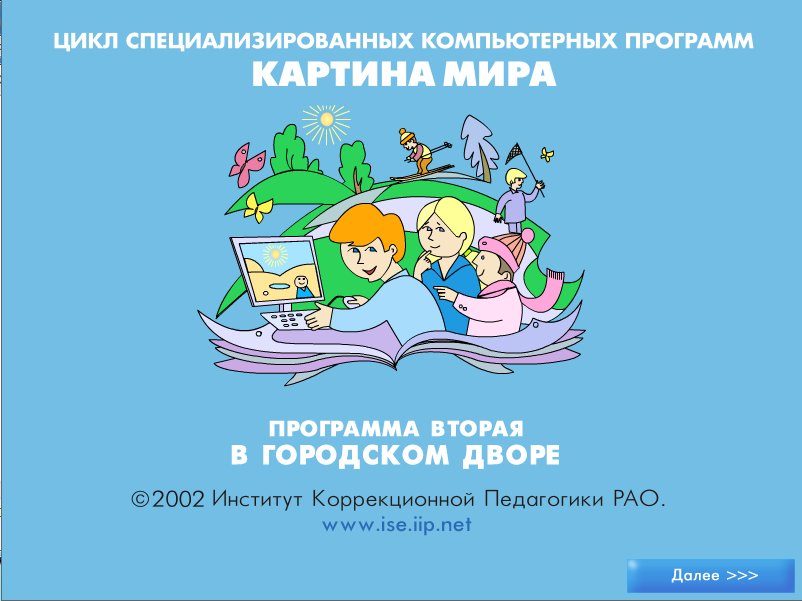 ЦИКЛ СПЕЦИАЛИЗИРОВАННЫХ КОМПЬЮТЕРНЫХ ПРОГРАММ
КАРТИНА МИРА
ПРОГРАММА ВТОРАЯ
В ГОРОДСКОМ ДВОРЕ
©2002 Институт Коррекционной Педагогики РАО.
www.ise.iip.net
Далее >>>